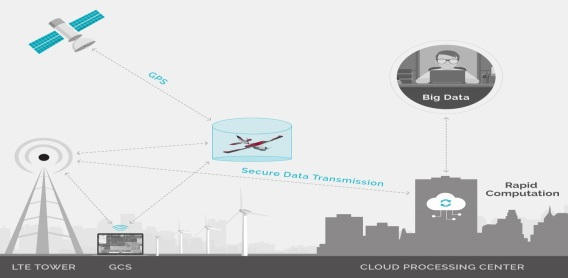 GPS
Big Data
Secure Data Transmission
Rapid
Computation
LTE TOWER
GCS
CLOUD PROCESSING CENTER